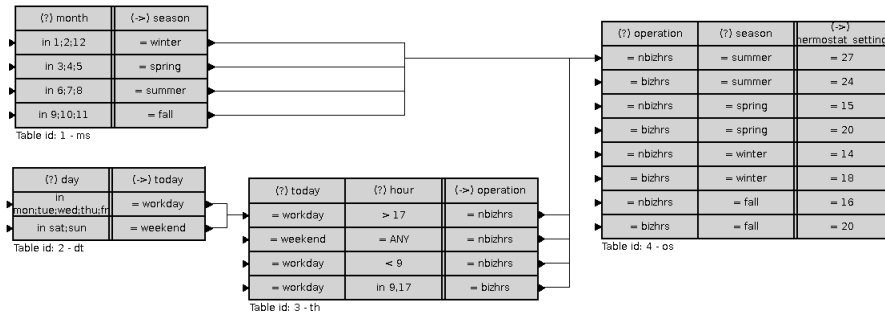 (?) month (->) season
in 1;2;12 = winter
in 3;4;5 = spring
in 6;7;8 = summer
in 9;10;11 = fall
Table id: 1 - ms
(?) day (->) today
in
mon;tue;wed;thu;fr = workday
in sat;sun = weekend
Table id: 2 - dt
(?) today (?) hour (->) operation
= workday > 17 = nbizhrs
= weekend = ANY = nbizhrs
= workday < 9 = nbizhrs
= workday in 9,17 = bizhrs
Table id: 3 - th
(?) operation (?) season (->)
hermostat setting
= nbizhrs = summer = 27
= bizhrs = summer = 24
= nbizhrs = spring = 15
= bizhrs = spring = 20
= nbizhrs = winter = 14
= bizhrs = winter = 18
= nbizhrs = fall = 16
= bizhrs = fall = 20
Table id: 4 - os